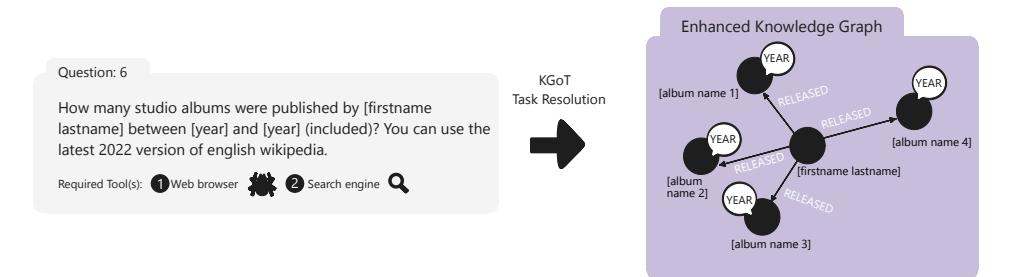 Question: 6
How many studio albums were published by [firstname
lastname] between [year] and [year] (included)? You can use the
latest 2022 version of english wikipedia.
Required Tool(s):
1 Web browser
2 Search engine
KGoT
Task Resolution
Enhanced Knowledge Graph
YEAR
[album name 1]
RELEASED
YEAR
RELEASED
[album name 4]
YEAR
RELEASED
[album
name 2]
[firstname lastname]
YEAR
RELEASED
[album name 3]